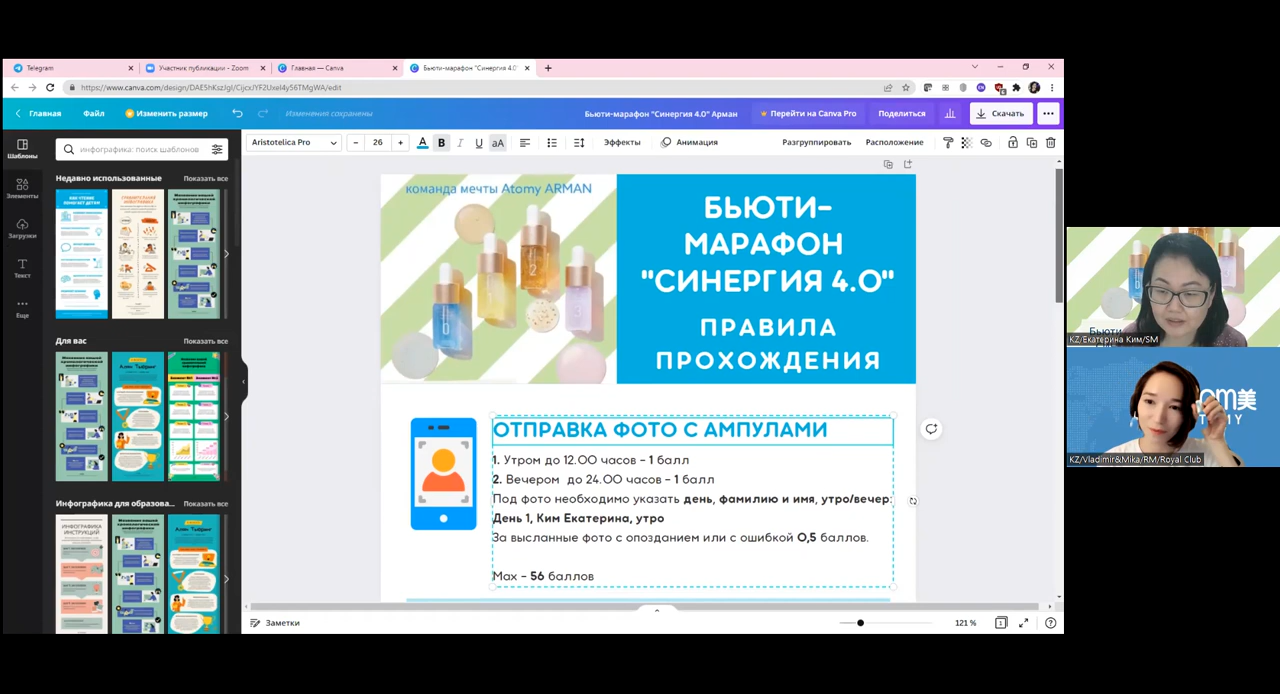 Telegram
Участник публикации - Zoom
Главная — Canva
Бьюти-марафон "Синергия 4.0"
https://www.canva.com/design/
Главная
Файл
Изменить размер
Изменения сохранены
Бьюти-марафон "Синергия 4.0" Арман
Перейти на Canva Pro
Поделиться
Скачать
Шаблоны
Элементы
Загрузки
Текст
Еще
инфографика: поиск шаблонов
Недавно использованные
Показать все
Для вас
Показать все
Инфографика для образова...
Показать все
Aristotelica Pro
26
B
I
U
aA
Эффекты
Анимация
Разгруппировать
Расположение
команда мечты Atomy ARMAN
БЬЮТИ-
МАРАФОН
"СИНЕРГИЯ 4.0"
ПРАВИЛА
ПРОХОЖДЕНИЯ
ОТПРАВКА ФОТО С АМПУЛАМИ
1. Утром до 12.00 часов - 1 балл
2. Вечером до 24.00 часов - 1 балл
Под фото необходимо указать день, фамилию и имя, утро/вечер:
День 1, Ким Екатерина, утро
За высланные фото с опозданием или с ошибкой 0,5 баллов.
Max - 56 баллов
Заметки
121 %
1
Бьюти
KZ/Екатерина Ким/SM
KZ/Vladimir&Mika/RM/Royal Club